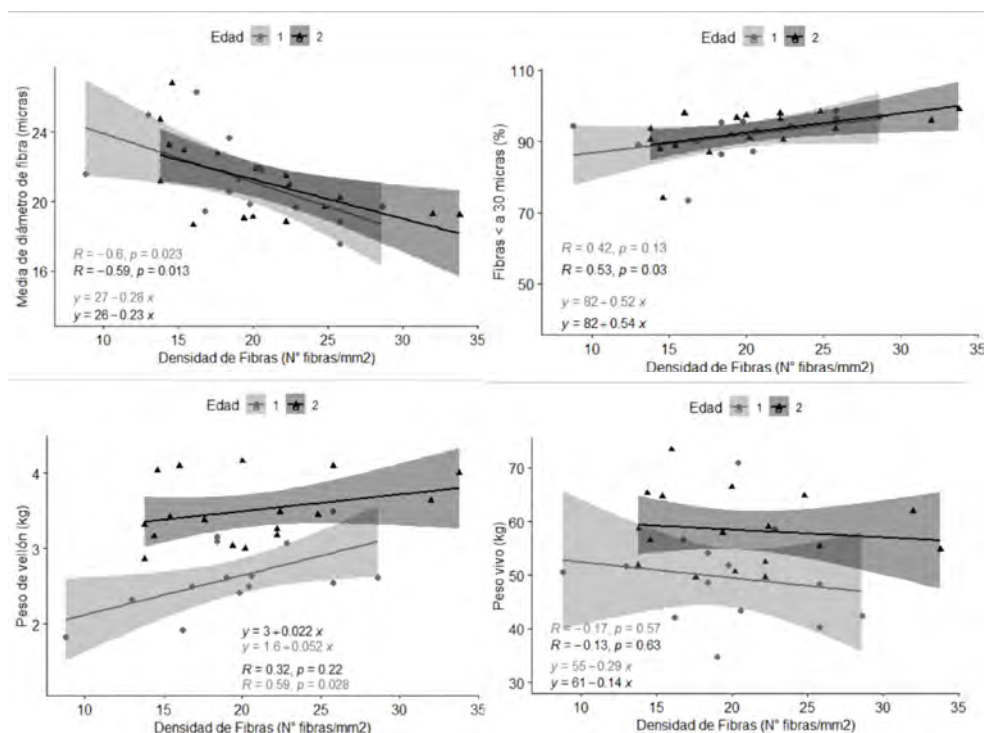 Edad 1 2
Media de diámetro de fibra (micras)
24
20
16
R = −0.6, p = 0.023
R = −0.59, p = 0.013
y = 27 − 0.28 x
y = 26 − 0.23 x
10 15 20 25 30 35
Densidad de Fibras (N° fibras/mm2)
Edad 1 2
Fibras < a 30 micras (%)
110
90
70
50
R = 0.42, p = 0.13
R = 0.53, p = 0.03
y = 82 + 0.52 x
y = 82 + 0.54 x
10 15 20 25 30 35
Densidad de Fibras (N° fibras/mm2)
Edad 1 2
Peso de vellón (kg)
4
3
2
y = 3 + 0.022 x
y = 1.6 + 0.052 x
R = 0.32, p = 0.22
R = 0.59, p = 0.028
10 15 20 25 30 35
Densidad de Fibras (N° fibras/mm2)
Edad 1 2
Peso vivo (kg)
70
60
50
40
30
R = −0.17, p = 0.57
R = −0.13, p = 0.63
y = 55 − 0.29 x
y = 61 − 0.14 x
10 15 20 25 30 35
Densidad de Fibras (N° fibras/mm2)